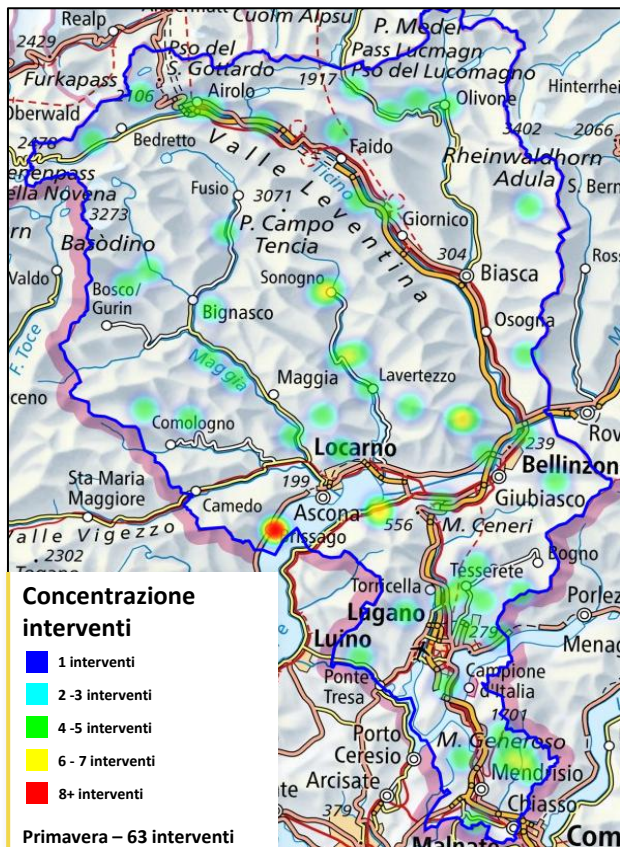 Realp
Andermatt
Cuolm Alpsu
P. Medel
2429
Pso del
Gottardo
Pass Lucmagn
Furkapass
1917
Pso del Lucomagno
2106
Airolo
Olivone
Hinterrhei
Oberwald
Bedretto
3402
2066
2478
Faido
Valle Leventina
Rheinwaldhorn
Adula
ella Novena
Fusio
Ticino
S. Bern
3273
3071
P. Campo
Tencia
Giornico
Basòdino
304
Biasca
Valdo
Sonogno
Ross
Bosco/
Gurin
Bignasco
Osogna
F. Toce
Maggia
Maggia
Lavertezzo
ceno
Comologno
Rov
Locarno
239
Sta Maria
Maggiore
199
Bellinzon
Camedo
Ascona
556
Giubiasco
Valle Vigezzo
M. Ceneri
rissago
2302
Bogno
Tesserete
Torricella
Porlez
Lugano
279
Menag
Luino
Campione
d'Italia
Ponte
Tresa
1701
Porto
Ceresio
M. Generoso
Mendrisio
Arcisate
Chiasso
379
Malnate
Com
Concentrazione
interventi
1 interventi
2 -3 interventi
4 -5 interventi
6 - 7 interventi
8+ interventi
Primavera – 63 interventi